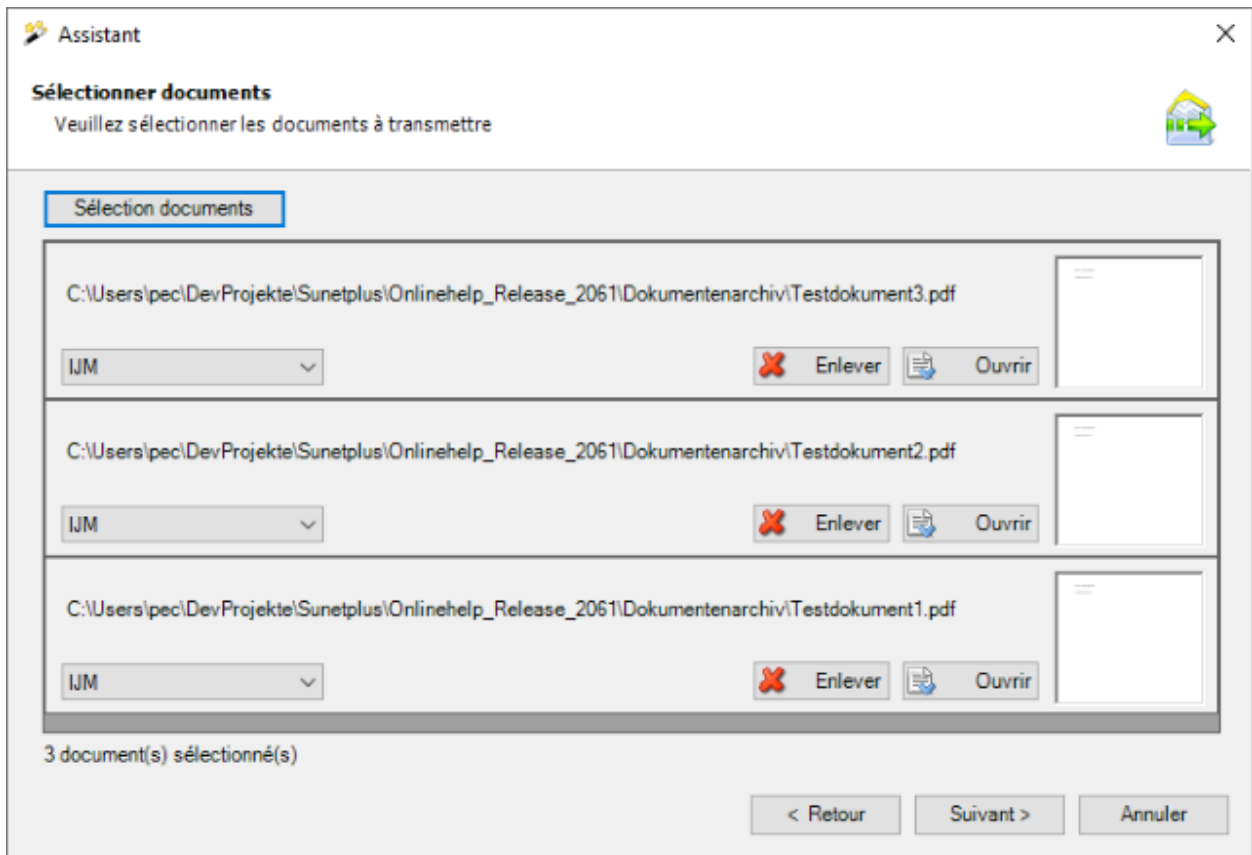 Assistant
Sélectionner documents
Veuillez sélectionner les documents à transmettre
Sélection documents
C:\Users\pec\DevProjekte\Sunetplus\Onlinehelp_Release_2061\Dokumentenarchiv\Testdokument3.pdf
IJM Enlever Ouvrir
C:\Users\pec\DevProjekte\Sunetplus\Onlinehelp_Release_2061\Dokumentenarchiv\Testdokument2.pdf
IJM Enlever Ouvrir
C:\Users\pec\DevProjekte\Sunetplus\Onlinehelp_Release_2061\Dokumentenarchiv\Testdokument1.pdf
IJM Enlever Ouvrir
3 document(s) sélectionné(s)
< Retour Suivant > Annuler